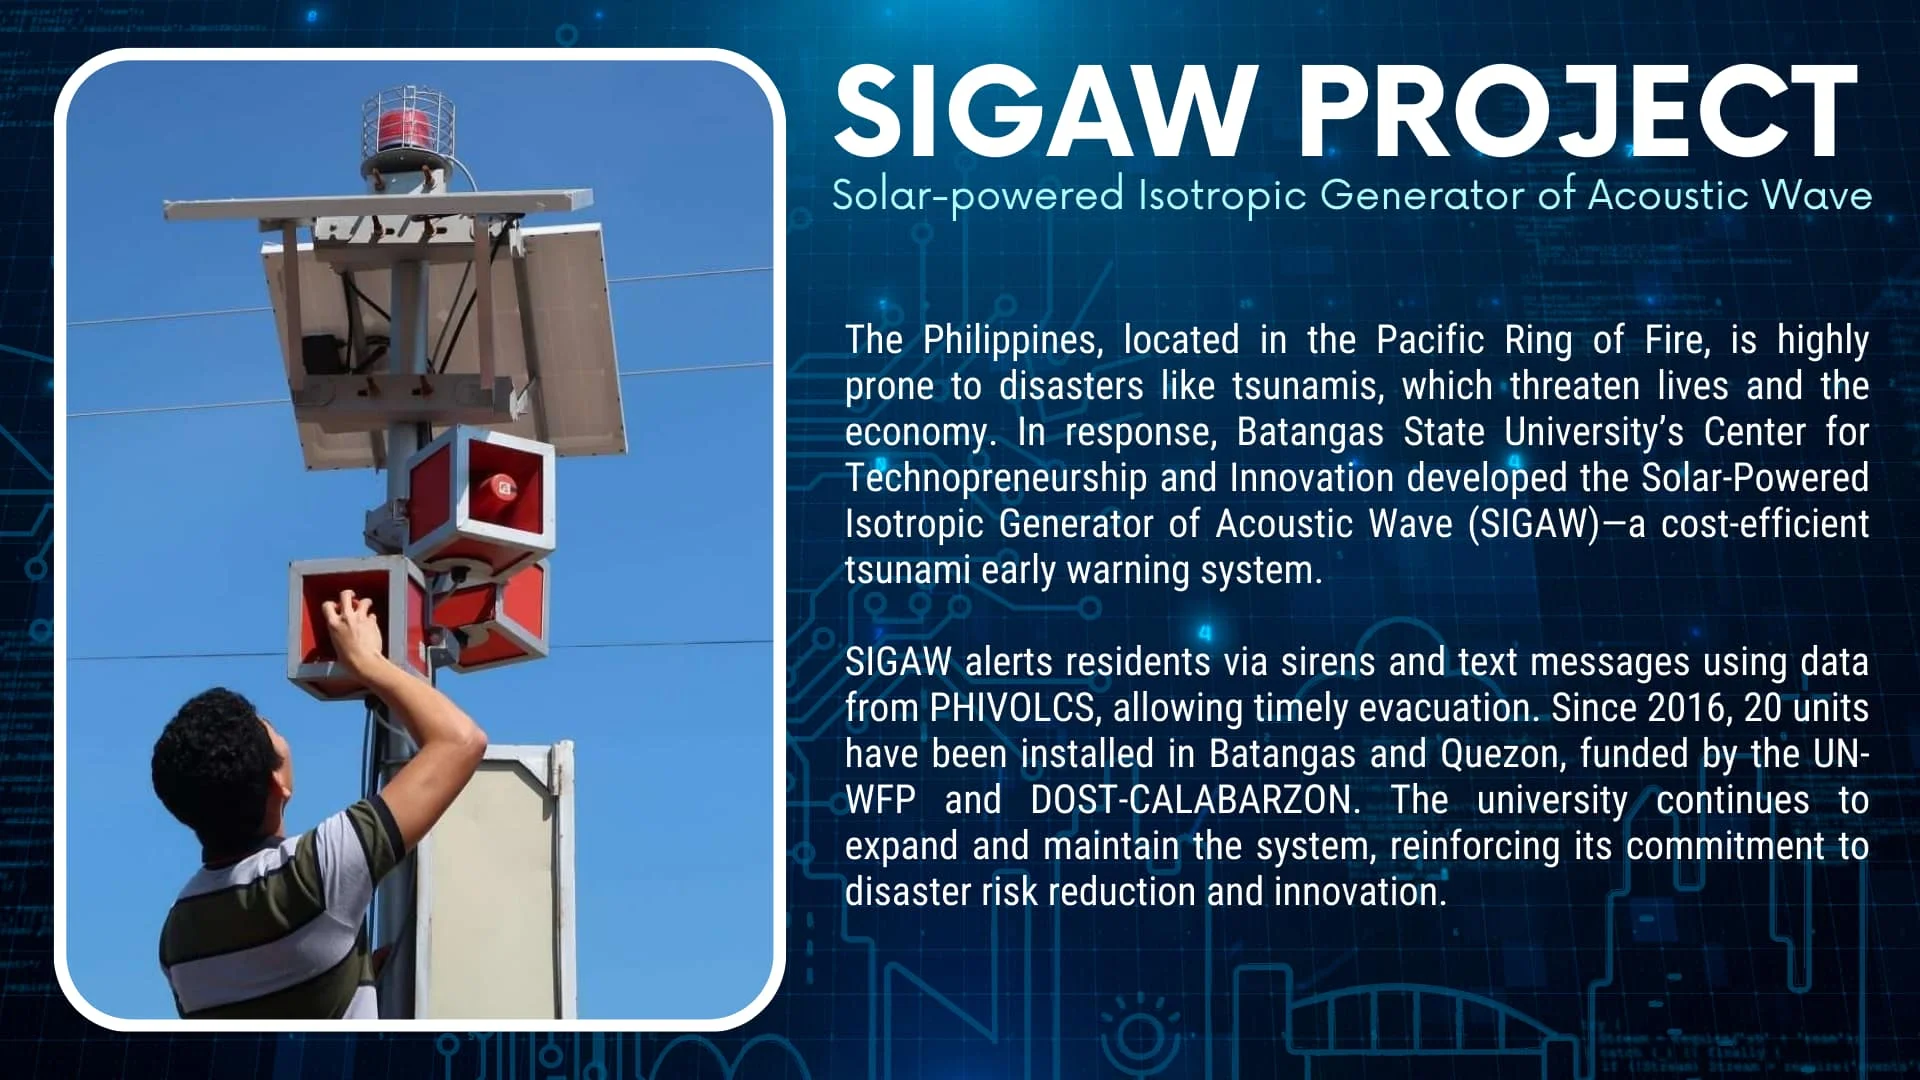 SIGAW PROJECT
Solar-powered Isotropic Generator of Acoustic Wave
The Philippines, located in the Pacific Ring of Fire, is highly
prone to disasters like tsunamis, which threaten lives and the
economy. In response, Batangas State University’s Center for
Technopreneurship and Innovation developed the Solar-Powered
Isotropic Generator of Acoustic Wave (SIGAW)—a cost-efficient
tsunami early warning system.
SIGAW alerts residents via sirens and text messages using data
from PHIVOLCS, allowing timely evacuation. Since 2016, 20 units
have been installed in Batangas and Quezon, funded by the UN-
WFP and DOST-CALABARZON. The university continues to
expand and maintain the system, reinforcing its commitment to
disaster risk reduction and innovation.